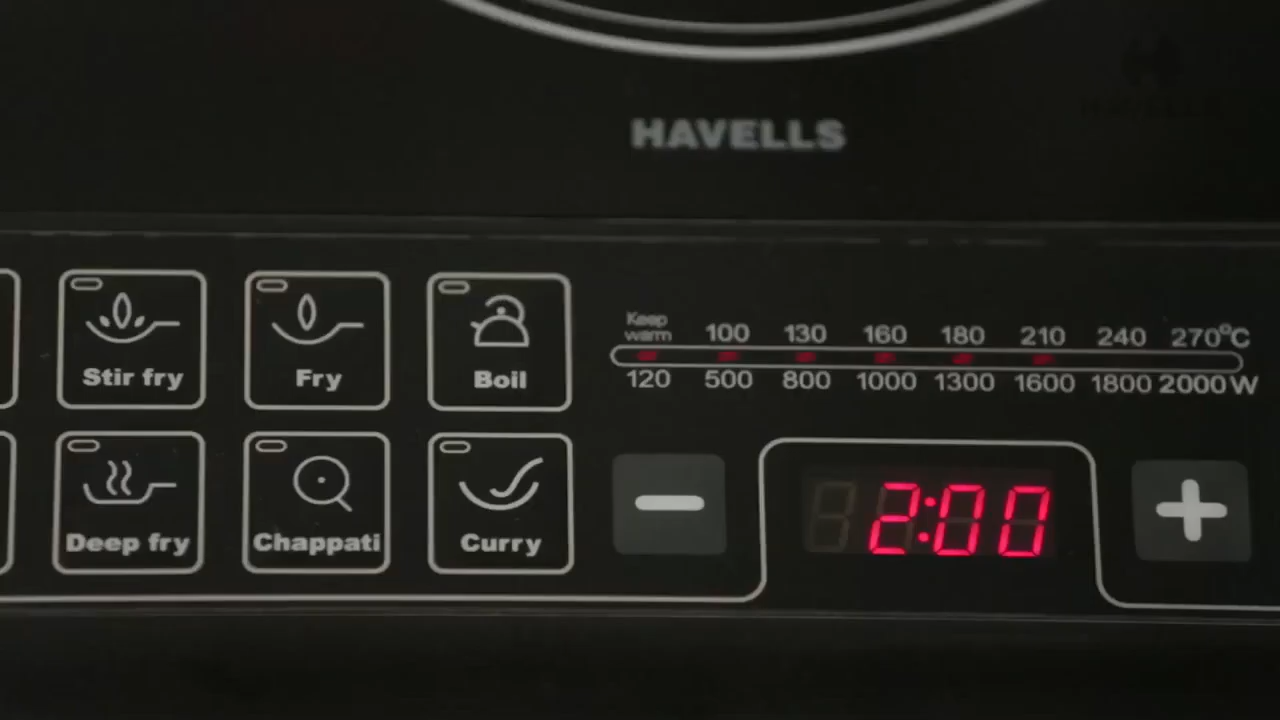 HAVELLS
Keep warm 100 130 160 180 210 240 270°C
120 500 800 1000 1300 1600 1800 2000 W
Stir fry Fry Boil
2:00
Deep fry Chappati Curry